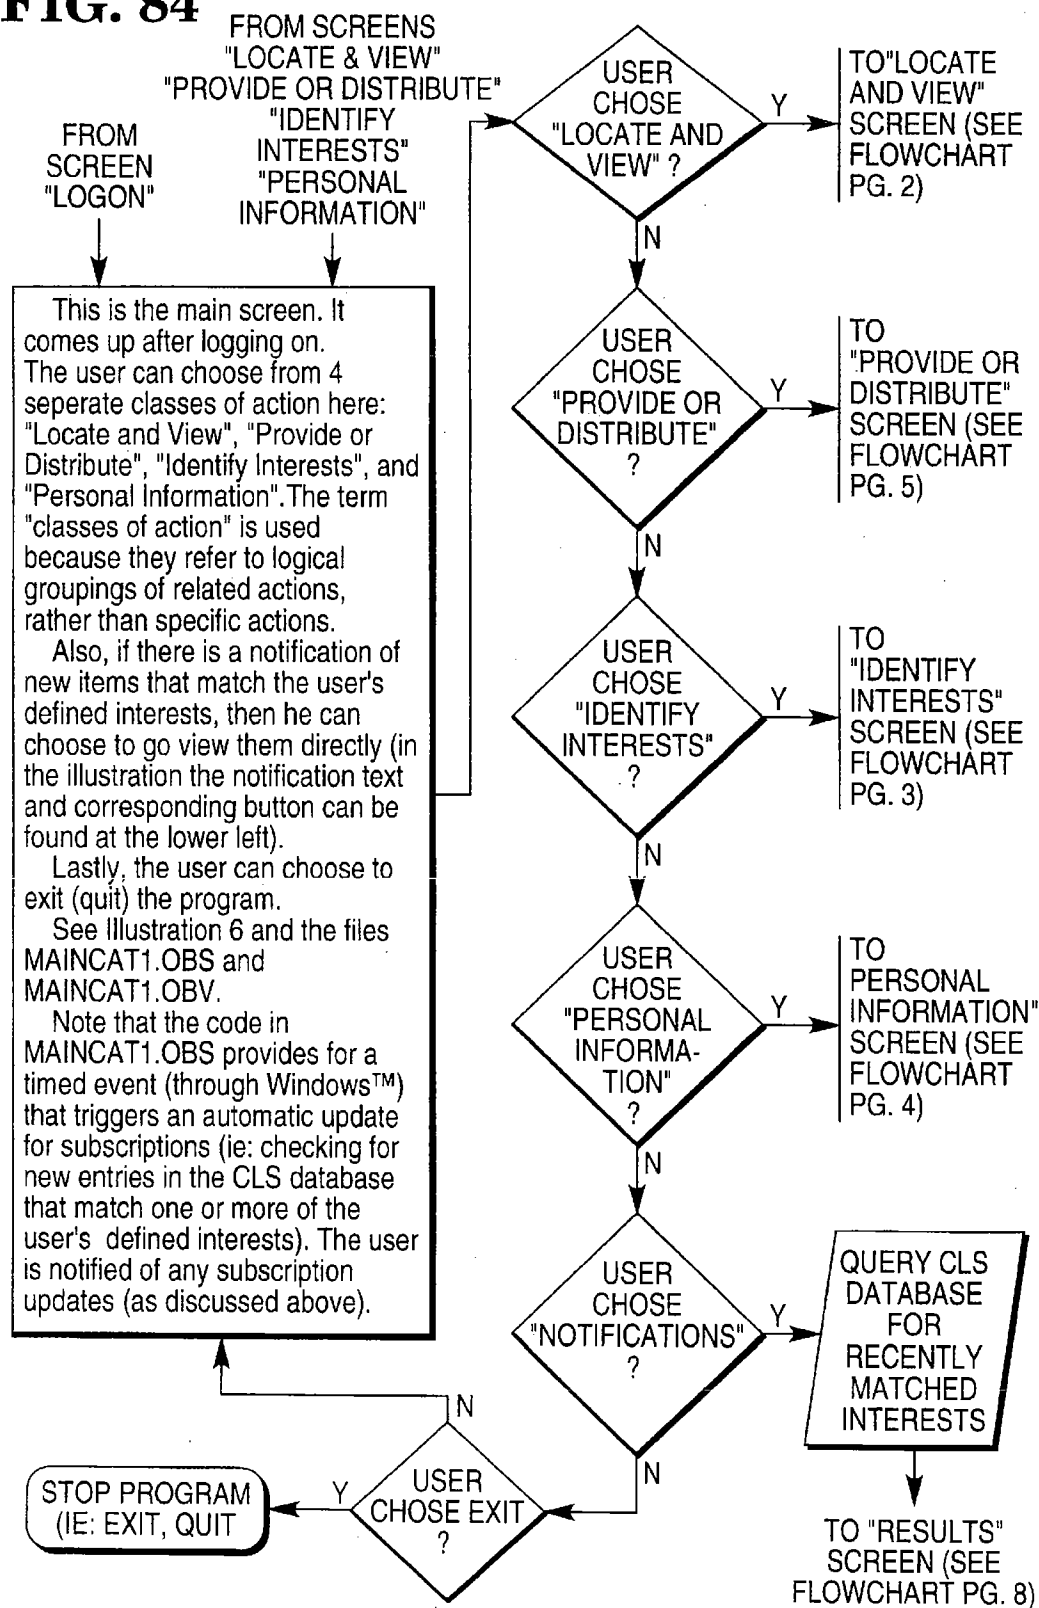 FIG. 84
FROM SCREENS
"LOCATE & VIEW"
"PROVIDE OR DISTRIBUTE"
"IDENTIFY
INTERESTS"
"PERSONAL
INFORMATION"
FROM
SCREEN
"LOGON"
This is the main screen. It
comes up after logging on.
The user can choose from 4
seperate classes of action here:
"Locate and View", "Provide or
Distribute", "Identify Interests", and
"Personal Information".The term
"classes of action" is used
because they refer to logical
groupings of related actions,
rather than specific actions.
Also, if there is a notification of
new items that match the user's
defined interests, then he can
choose to go view them directly (in
the illustration the notification text
and corresponding button can be
found at the lower left).
Lastly, the user can choose to
exit (quit) the program.
See Illustration 6 and the files
MAINCAT1.OBS and
MAINCAT1.OBV.
Note that the code in
MAINCAT1.OBS provides for a
timed event (through Windows™)
that triggers an automatic update
for subscriptions (ie: checking for
new entries in the CLS database
that match one or more of the
user's defined interests). The user
is notified of any subscription
updates (as discussed above).
USER
CHOSE
"LOCATE AND
VIEW" ?
Y
TO"LOCATE
AND VIEW"
SCREEN (SEE
FLOWCHART
PG. 2)
N
USER
CHOSE
"PROVIDE OR
DISTRIBUTE"
?
Y
TO
"PROVIDE OR
DISTRIBUTE"
SCREEN (SEE
FLOWCHART
PG. 5)
N
USER
CHOSE
"IDENTIFY
INTERESTS"
?
Y
TO
"IDENTIFY
INTERESTS"
SCREEN (SEE
FLOWCHART
PG. 3)
N
USER
CHOSE
"PERSONAL
INFORMA-
TION"
?
Y
TO
PERSONAL
INFORMATION"
SCREEN (SEE
FLOWCHART
PG. 4)
N
USER
CHOSE
"NOTIFICATIONS"
?
Y
QUERY CLS
DATABASE
FOR
RECENTLY
MATCHED
INTERESTS
TO "RESULTS"
SCREEN (SEE
FLOWCHART PG. 8)
N
USER
CHOSE EXIT
?
N
Y
STOP PROGRAM
(IE: EXIT, QUIT